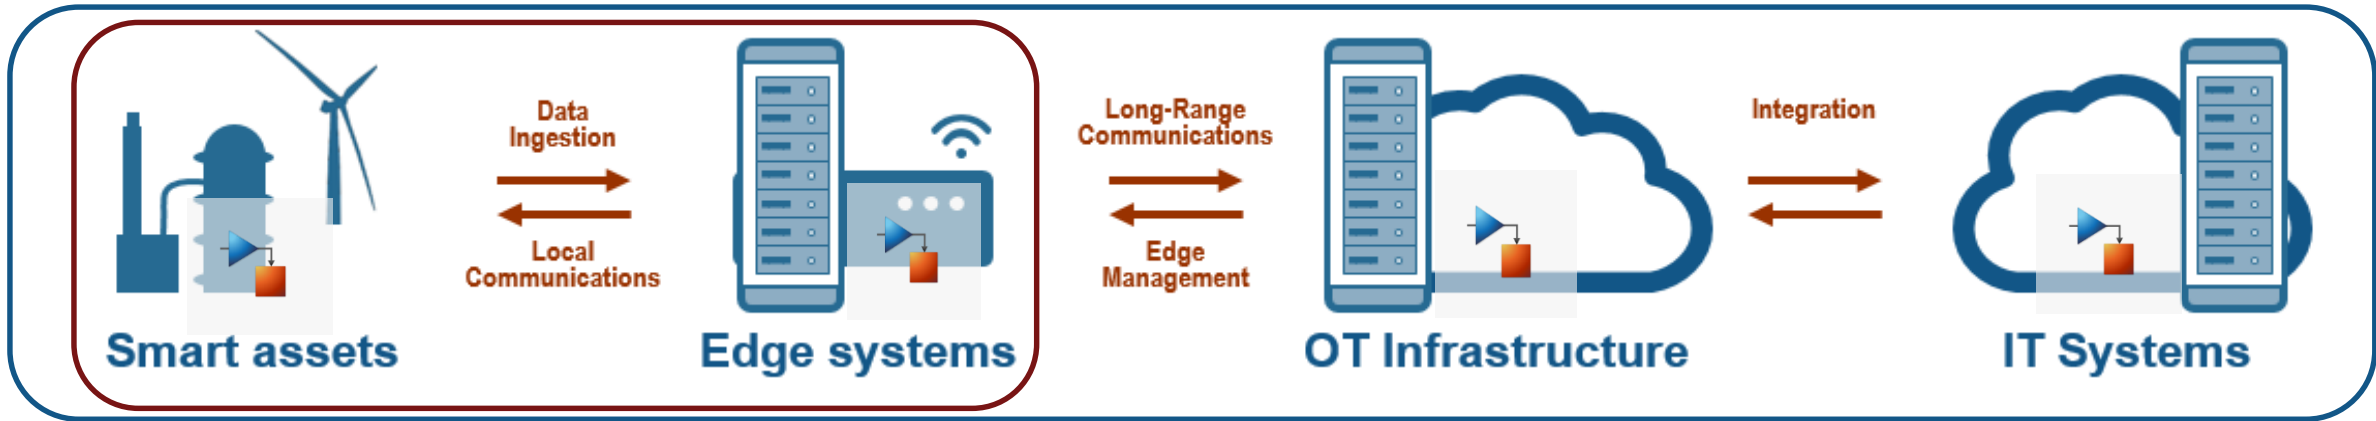 Data
Ingestion
Local
Communications
Long-Range
Communications
Edge
Management
Integration
Smart assets
Edge systems
OT Infrastructure
IT Systems